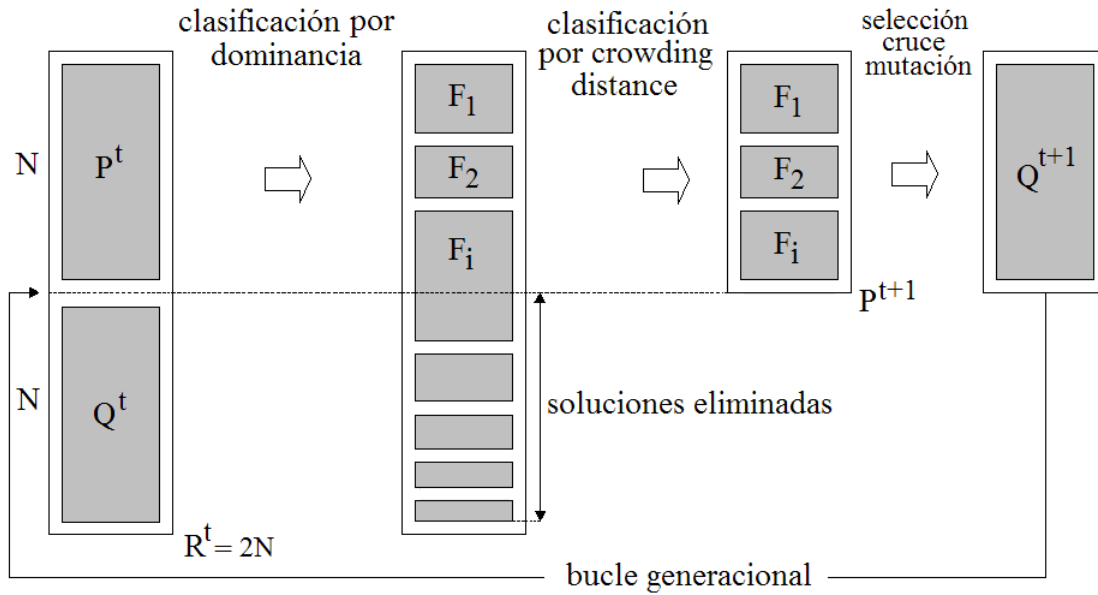 clasificación por
dominancia
clasificación
por crowding
distance
selección
cruce
mutación
N
P^t
F_1
F_2
F_i
F_1
F_2
F_i
Q^{t+1}
P^{t+1}
N
Q^t
soluciones eliminadas
R^t = 2N
bucle generacional